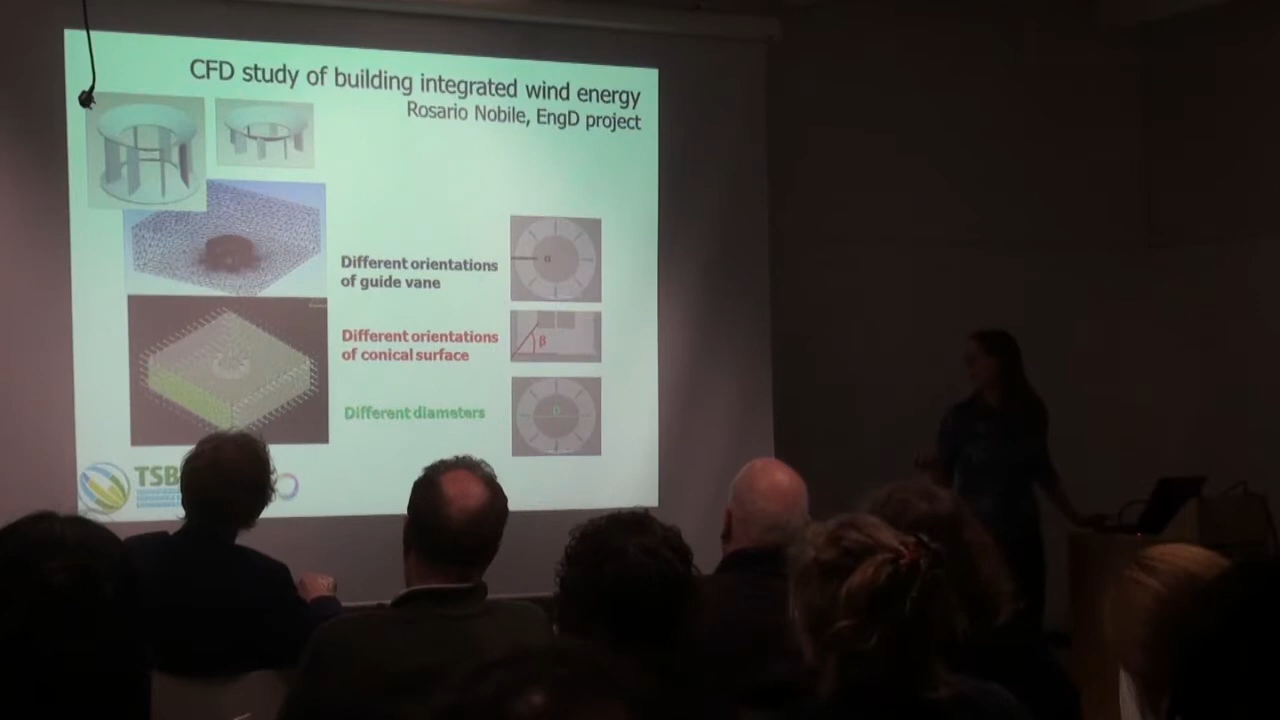 CFD study of building integrated wind energy
Rosario Nobile, EngD project
Different orientations
of guide vane
α
Different orientations
of conical surface
β
Different diameters
D
TSB